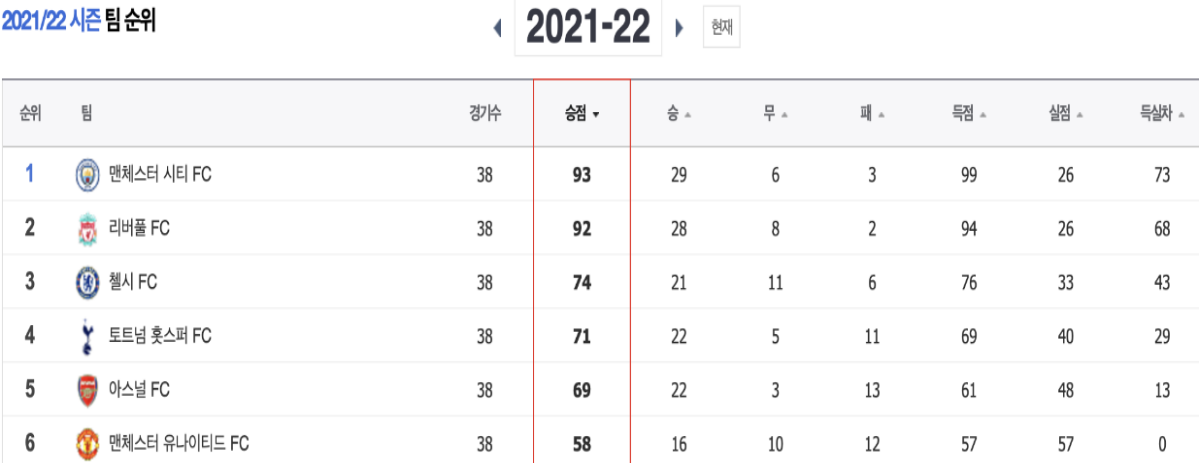 2021/22 시즌 팀 순위
2021-22 현재
순위 팀 경기수 승점 승 무 패 득점 실점 득실차
1 맨체스터 시티 FC 38 93 29 6 3 99 26 73
2 리버풀 FC 38 92 28 8 2 94 26 68
3 첼시 FC 38 74 21 11 6 76 33 43
4 토트넘 홋스퍼 FC 38 71 22 5 11 69 40 29
5 아스널 FC 38 69 22 3 13 61 48 13
6 맨체스터 유나이티드 FC 38 58 16 10 12 57 57 0